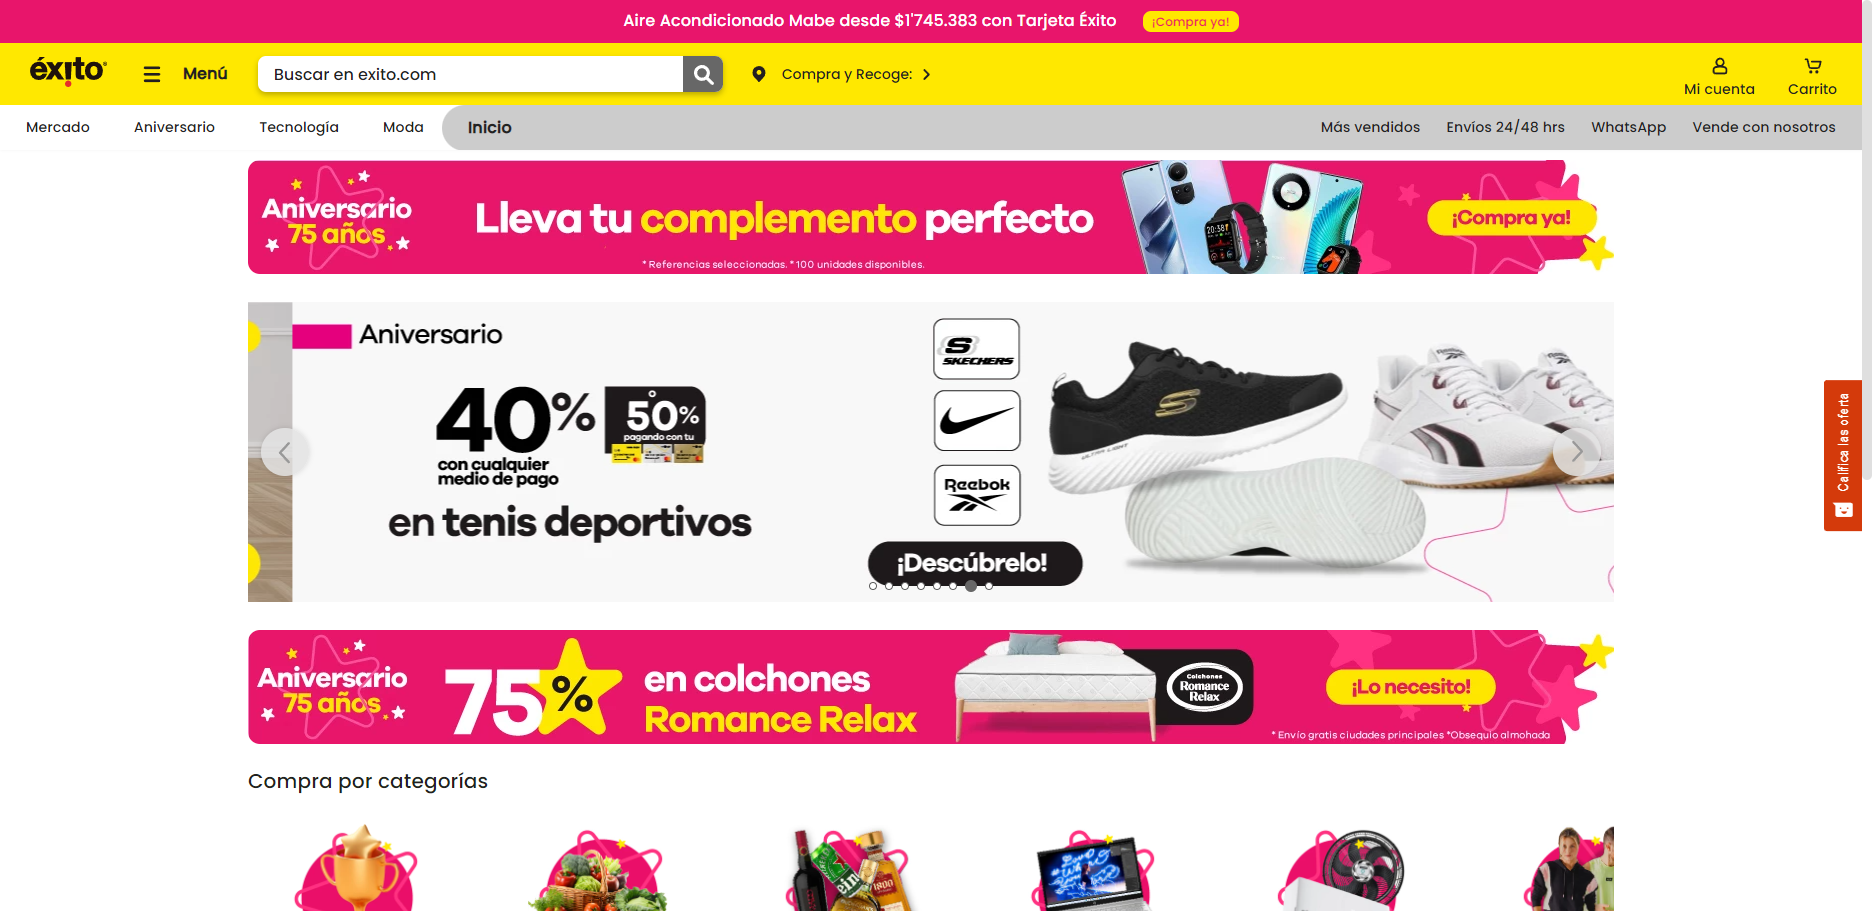 Aire Acondicionado Mabe desde $1'745.383 con Tarjeta Éxito ¡Compra ya!
éxito
Menú
Buscar en exito.com
Compra y Recoge:
Mi cuenta
Carrito
Mercado
Aniversario
Tecnología
Moda
Inicio
Más vendidos
Envíos 24/48 hrs
WhatsApp
Vende con nosotros
Aniversario
75 años
Lleva tu complemento perfecto
* Referencias seleccionadas. * 100 unidades disponibles.
20:38
¡Compra ya!
Aniversario
40%
con cualquier
medio de pago
o
50%
pagando con tu
en tenis deportivos
SKECHERS
Reebok
¡Descúbrelo!
Califica las oferta
Aniversario
75 años
75%
en colchones
Romance Relax
Colchones
Romance
Relax
¡Lo necesito!
* Envío gratis ciudades principales *Obsequio almohada
Compra por categorías
1800